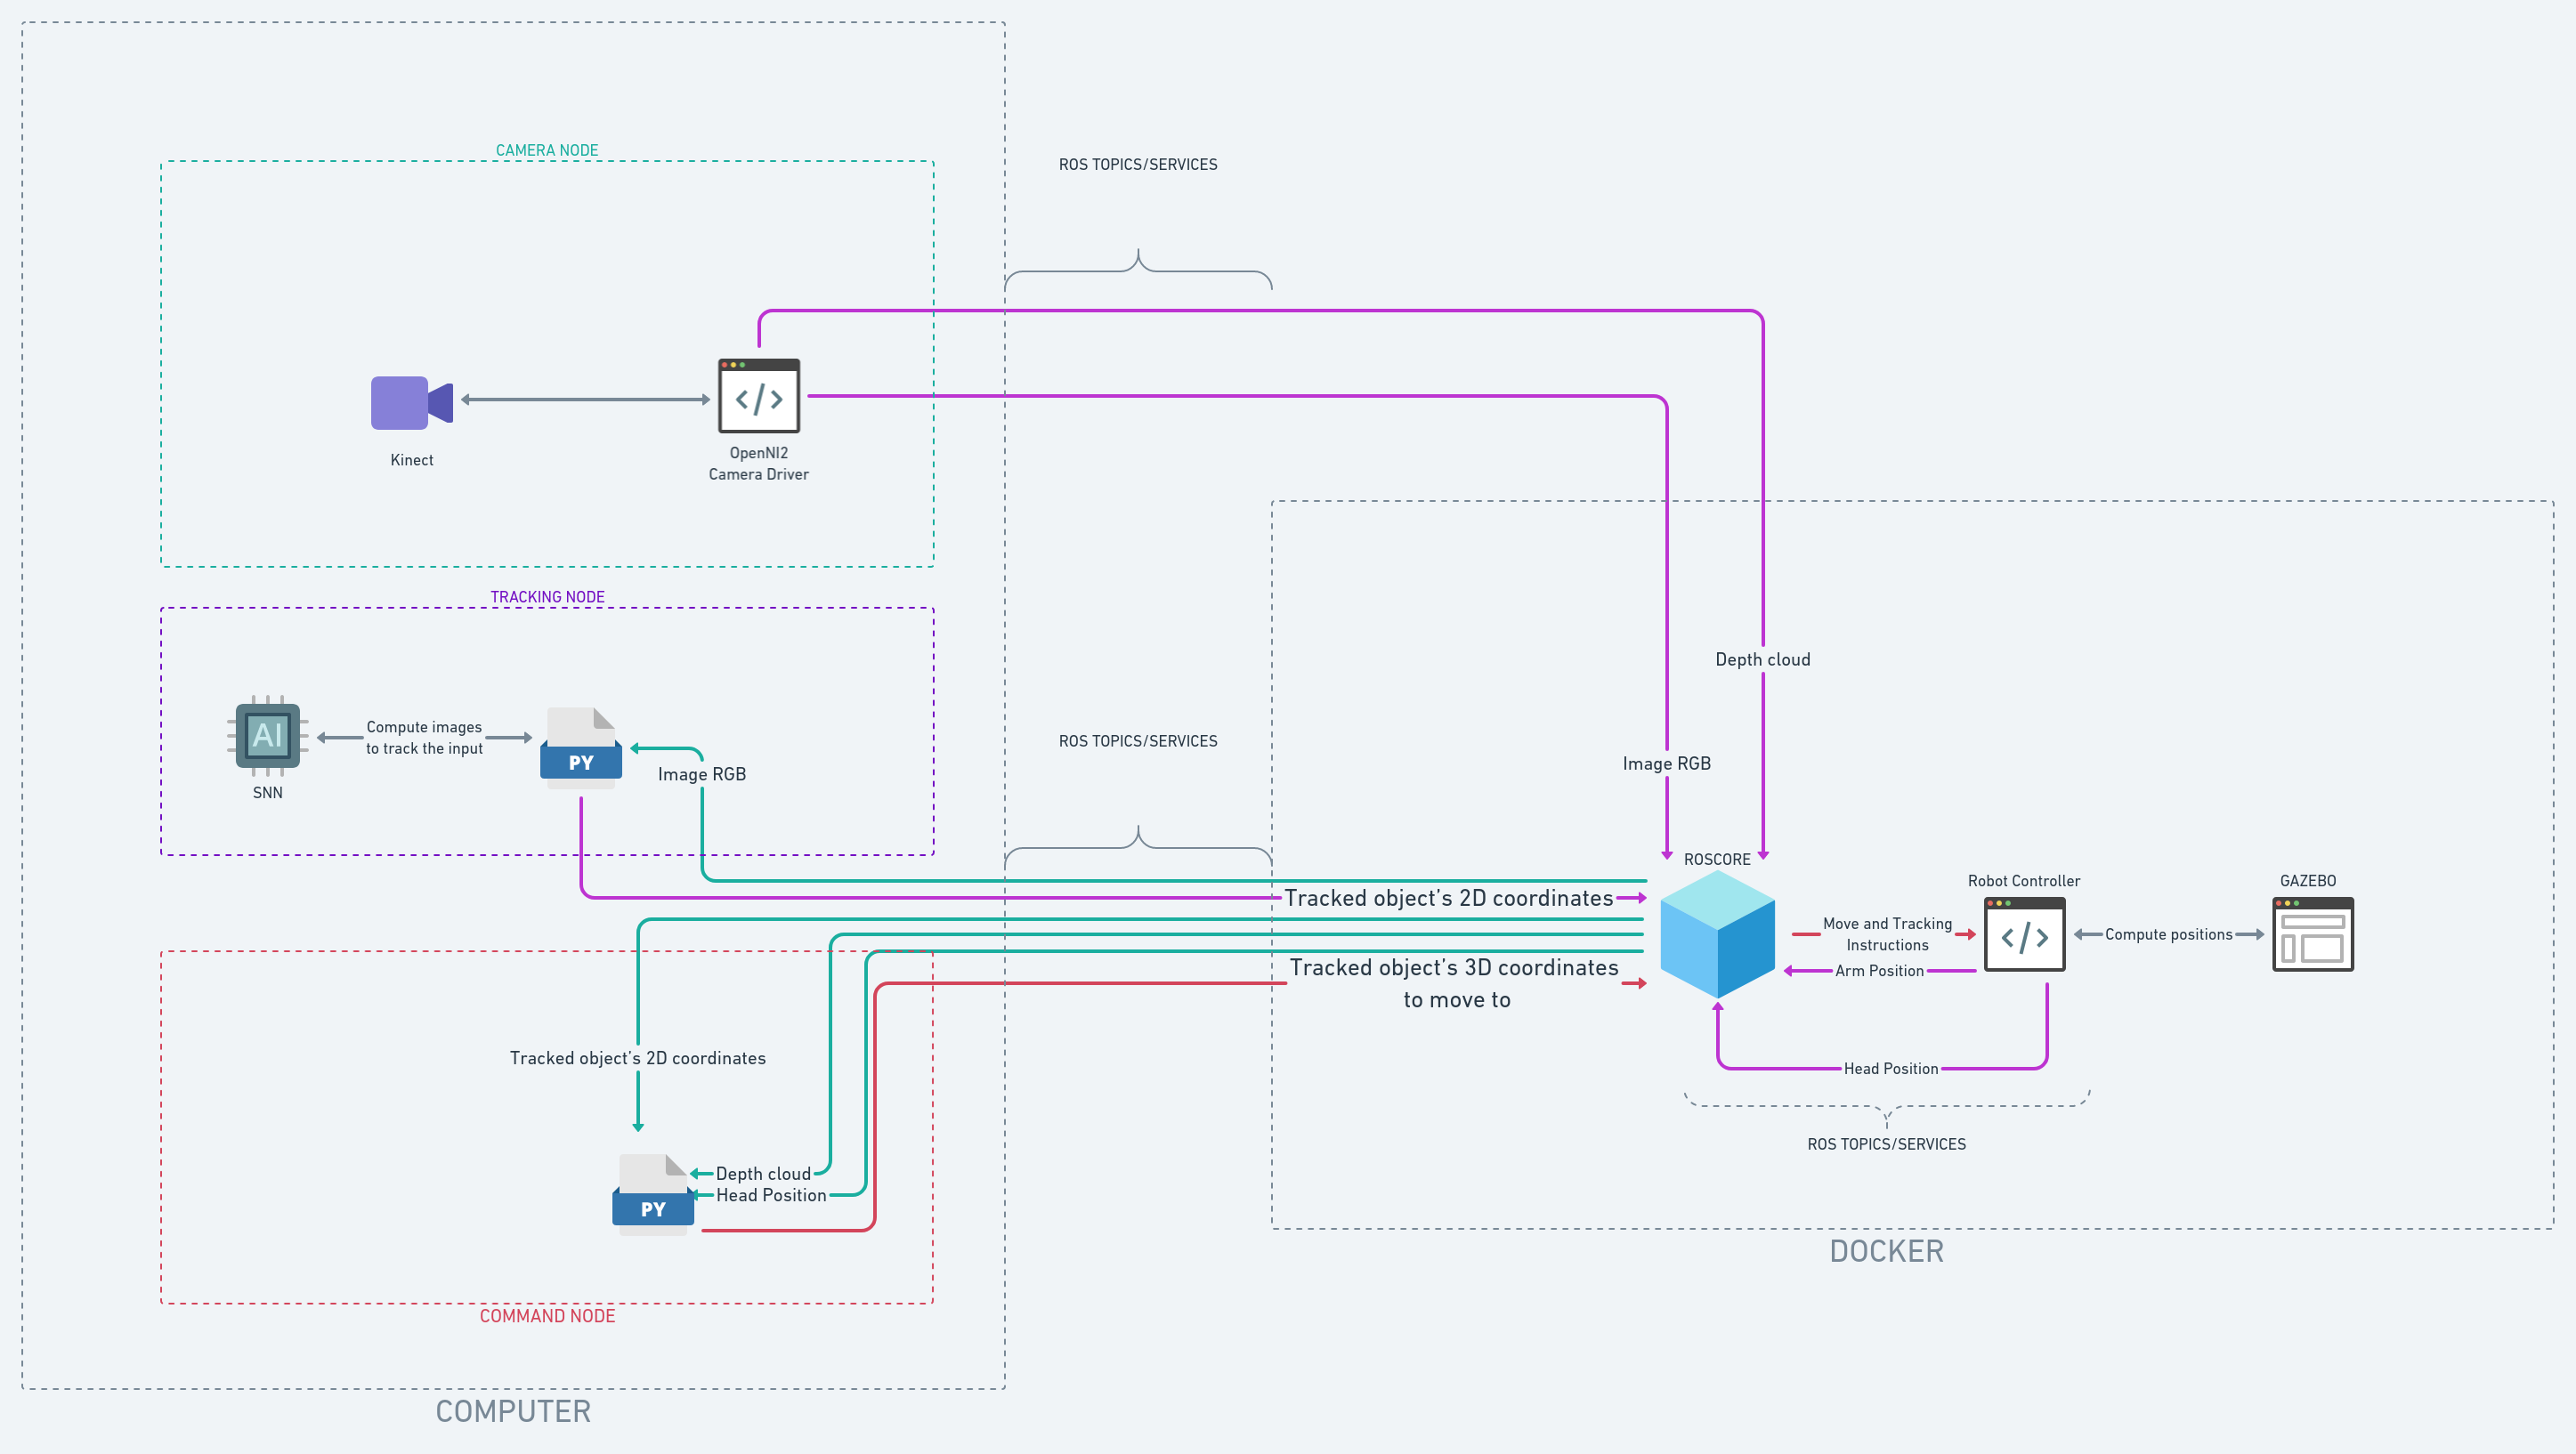 CAMERA NODE
ROS TOPICS/SERVICES
Kinect
OpenNI2
Camera Driver
TRACKING NODE
Depth cloud
AI
Compute images
to track the input
PY
Image RGB
SNN
ROS TOPICS/SERVICES
Image RGB
ROSCORE
Robot Controller
GAZEBO
Tracked object's 2D coordinates
Move and Tracking
Instructions
Compute positions
Tracked object's 3D coordinates
to move to
Arm Position
Tracked object's 2D coordinates
Head Position
ROS TOPICS/SERVICES
Depth cloud
Head Position
PY
DOCKER
COMMAND NODE
COMPUTER